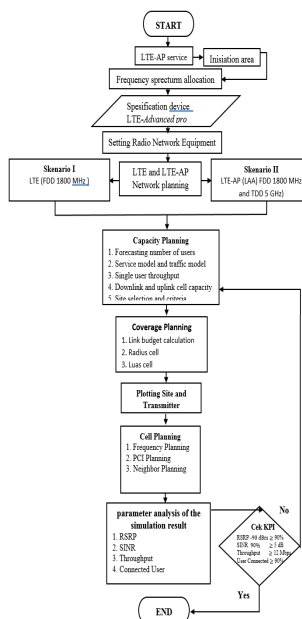 START
LTE-AP service
Inisiation area
Frequency sprecturm allocation
Spesification device
LTE-Advanced pro
Setting Radio Network Equipment
Skenario I
LTE (FDD 1800 MHz )
LTE and LTE-AP
Network planning
Skenario II
LTE-AP (LAA) FDD 1800 MHz
and TDD 5 GHz)
Capacity Planning
1. Forecasting number of users
2. Service model and traffic model
3. Single user throughput
4. Downlink and uplink cell capacity
5. Site selection and criteria
Coverage Planning
1. Link budget calculation
2. Radius cell
3. Luas cell
Plotting Site and
Transmitter
Cell Planning
1. Frequency Planning
2. PCI Planning
3. Neighbor Planning
parameter analysis of the
simulation result
1. RSRP
2. SINR
3. Throughput
4. Connected User
No
Cek KPI
RSRP -90 dBm ≥ 90%
SINR 90% ≥ 5 dB
Throughput ≥ 12 Mbps
User Connected ≥ 90%
Yes
END